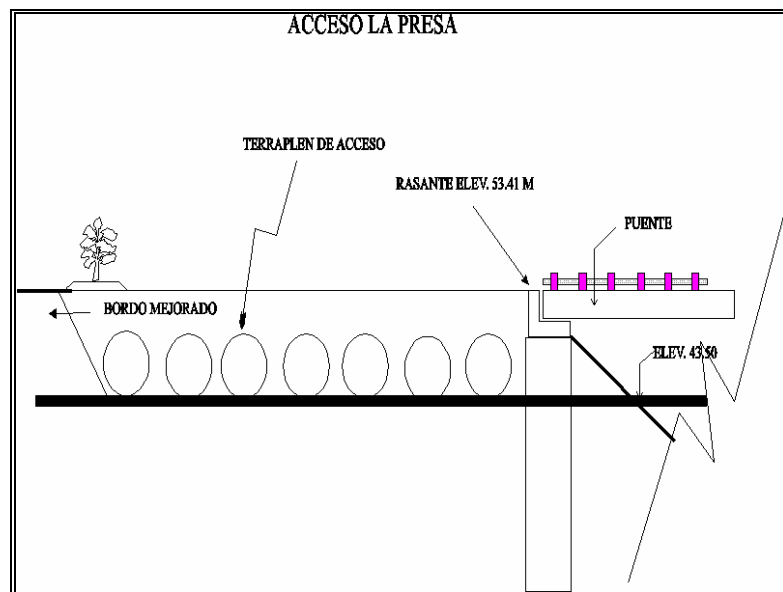 ACCESO LA PRESA
TERRAPLEN DE ACCESO
RASANTE ELEV. 53.41 M
PUENTE
BORDO MEJORADO
ELEV. 43.50